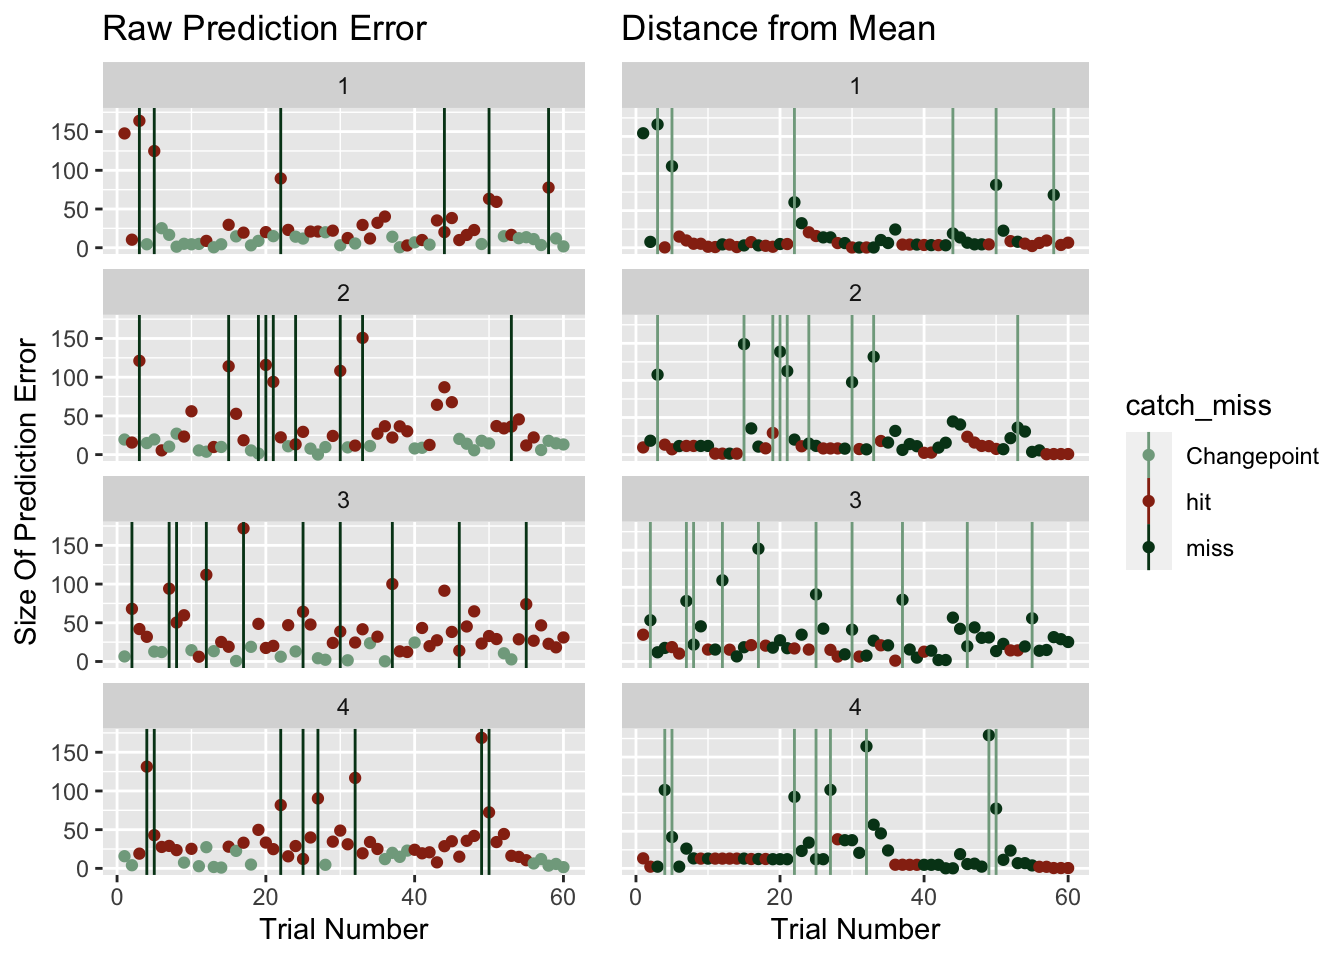 Raw Prediction Error
Distance from Mean
1
1
150
100
50
0
2
2
150
100
50
0
3
3
150
100
50
0
4
4
150
100
50
0
0 20 40 60
0 20 40 60
Trial Number
Trial Number
Size Of Prediction Error
catch_miss
Changepoint
hit
miss